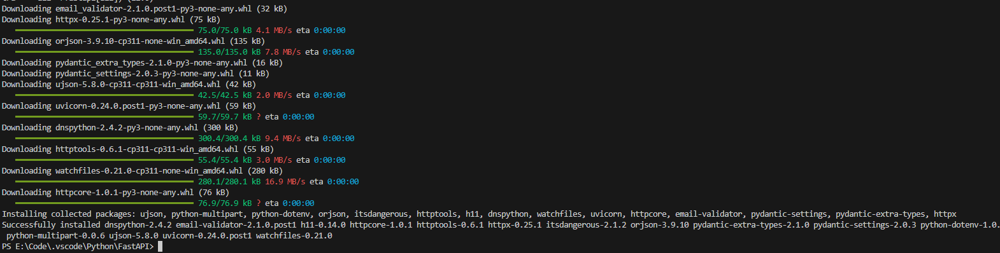 Downloading email_validator-2.1.0.post1-py3-none-any.whl (32 kB)
Downloading httpx-0.25.1-py3-none-any.whl (75 kB)
75.0/75.0 kB 4.1 MB/s eta 0:00:00
Downloading orjson-3.9.10-cp311-none-win_amd64.whl (135 kB)
135.0/135.0 kB 7.8 MB/s eta 0:00:00
Downloading pydantic_extra_types-2.1.0-py3-none-any.whl (16 kB)
Downloading pydantic_settings-2.0.3-py3-none-any.whl (11 kB)
Downloading ujson-5.8.0-cp311-cp311-win_amd64.whl (42 kB)
42.5/42.5 kB 2.0 MB/s eta 0:00:00
Downloading uvicorn-0.24.0.post1-py3-none-any.whl (59 kB)
59.7/59.7 kB ? eta 0:00:00
Downloading dnspython-2.4.2-py3-none-any.whl (300 kB)
300.4/300.4 kB 9.4 MB/s eta 0:00:00
Downloading httptools-0.6.1-cp311-cp311-win_amd64.whl (55 kB)
55.4/55.4 kB 3.0 MB/s eta 0:00:00
Downloading watchfiles-0.21.0-cp311-none-win_amd64.whl (280 kB)
280.1/280.1 kB 16.9 MB/s eta 0:00:00
Downloading httpcore-1.0.1-py3-none-any.whl (76 kB)
76.9/76.9 kB ? eta 0:00:00
Installing collected packages: ujson, python-multipart, python-dotenv, orjson, itsdangerous, httptools, h11, dnspython, watchfiles, uvicorn, httpcore, email-validator, pydantic-settings, pydantic-extra-types, httpx
Successfully installed dnspython-2.4.2 email-validator-2.1.0.post1 h11-0.14.0 httpcore-1.0.1 httptools-0.6.1 httpx-0.25.1 itsdangerous-2.1.2 orjson-3.9.10 pydantic-extra-types-2.1.0 pydantic-settings-2.0.3 python-dotenv-1.0.
python-multipart-0.0.6 ujson-5.8.0 uvicorn-0.24.0.post1 watchfiles-0.21.0
PS E:\Code\.vscode\Python\FastAPI>